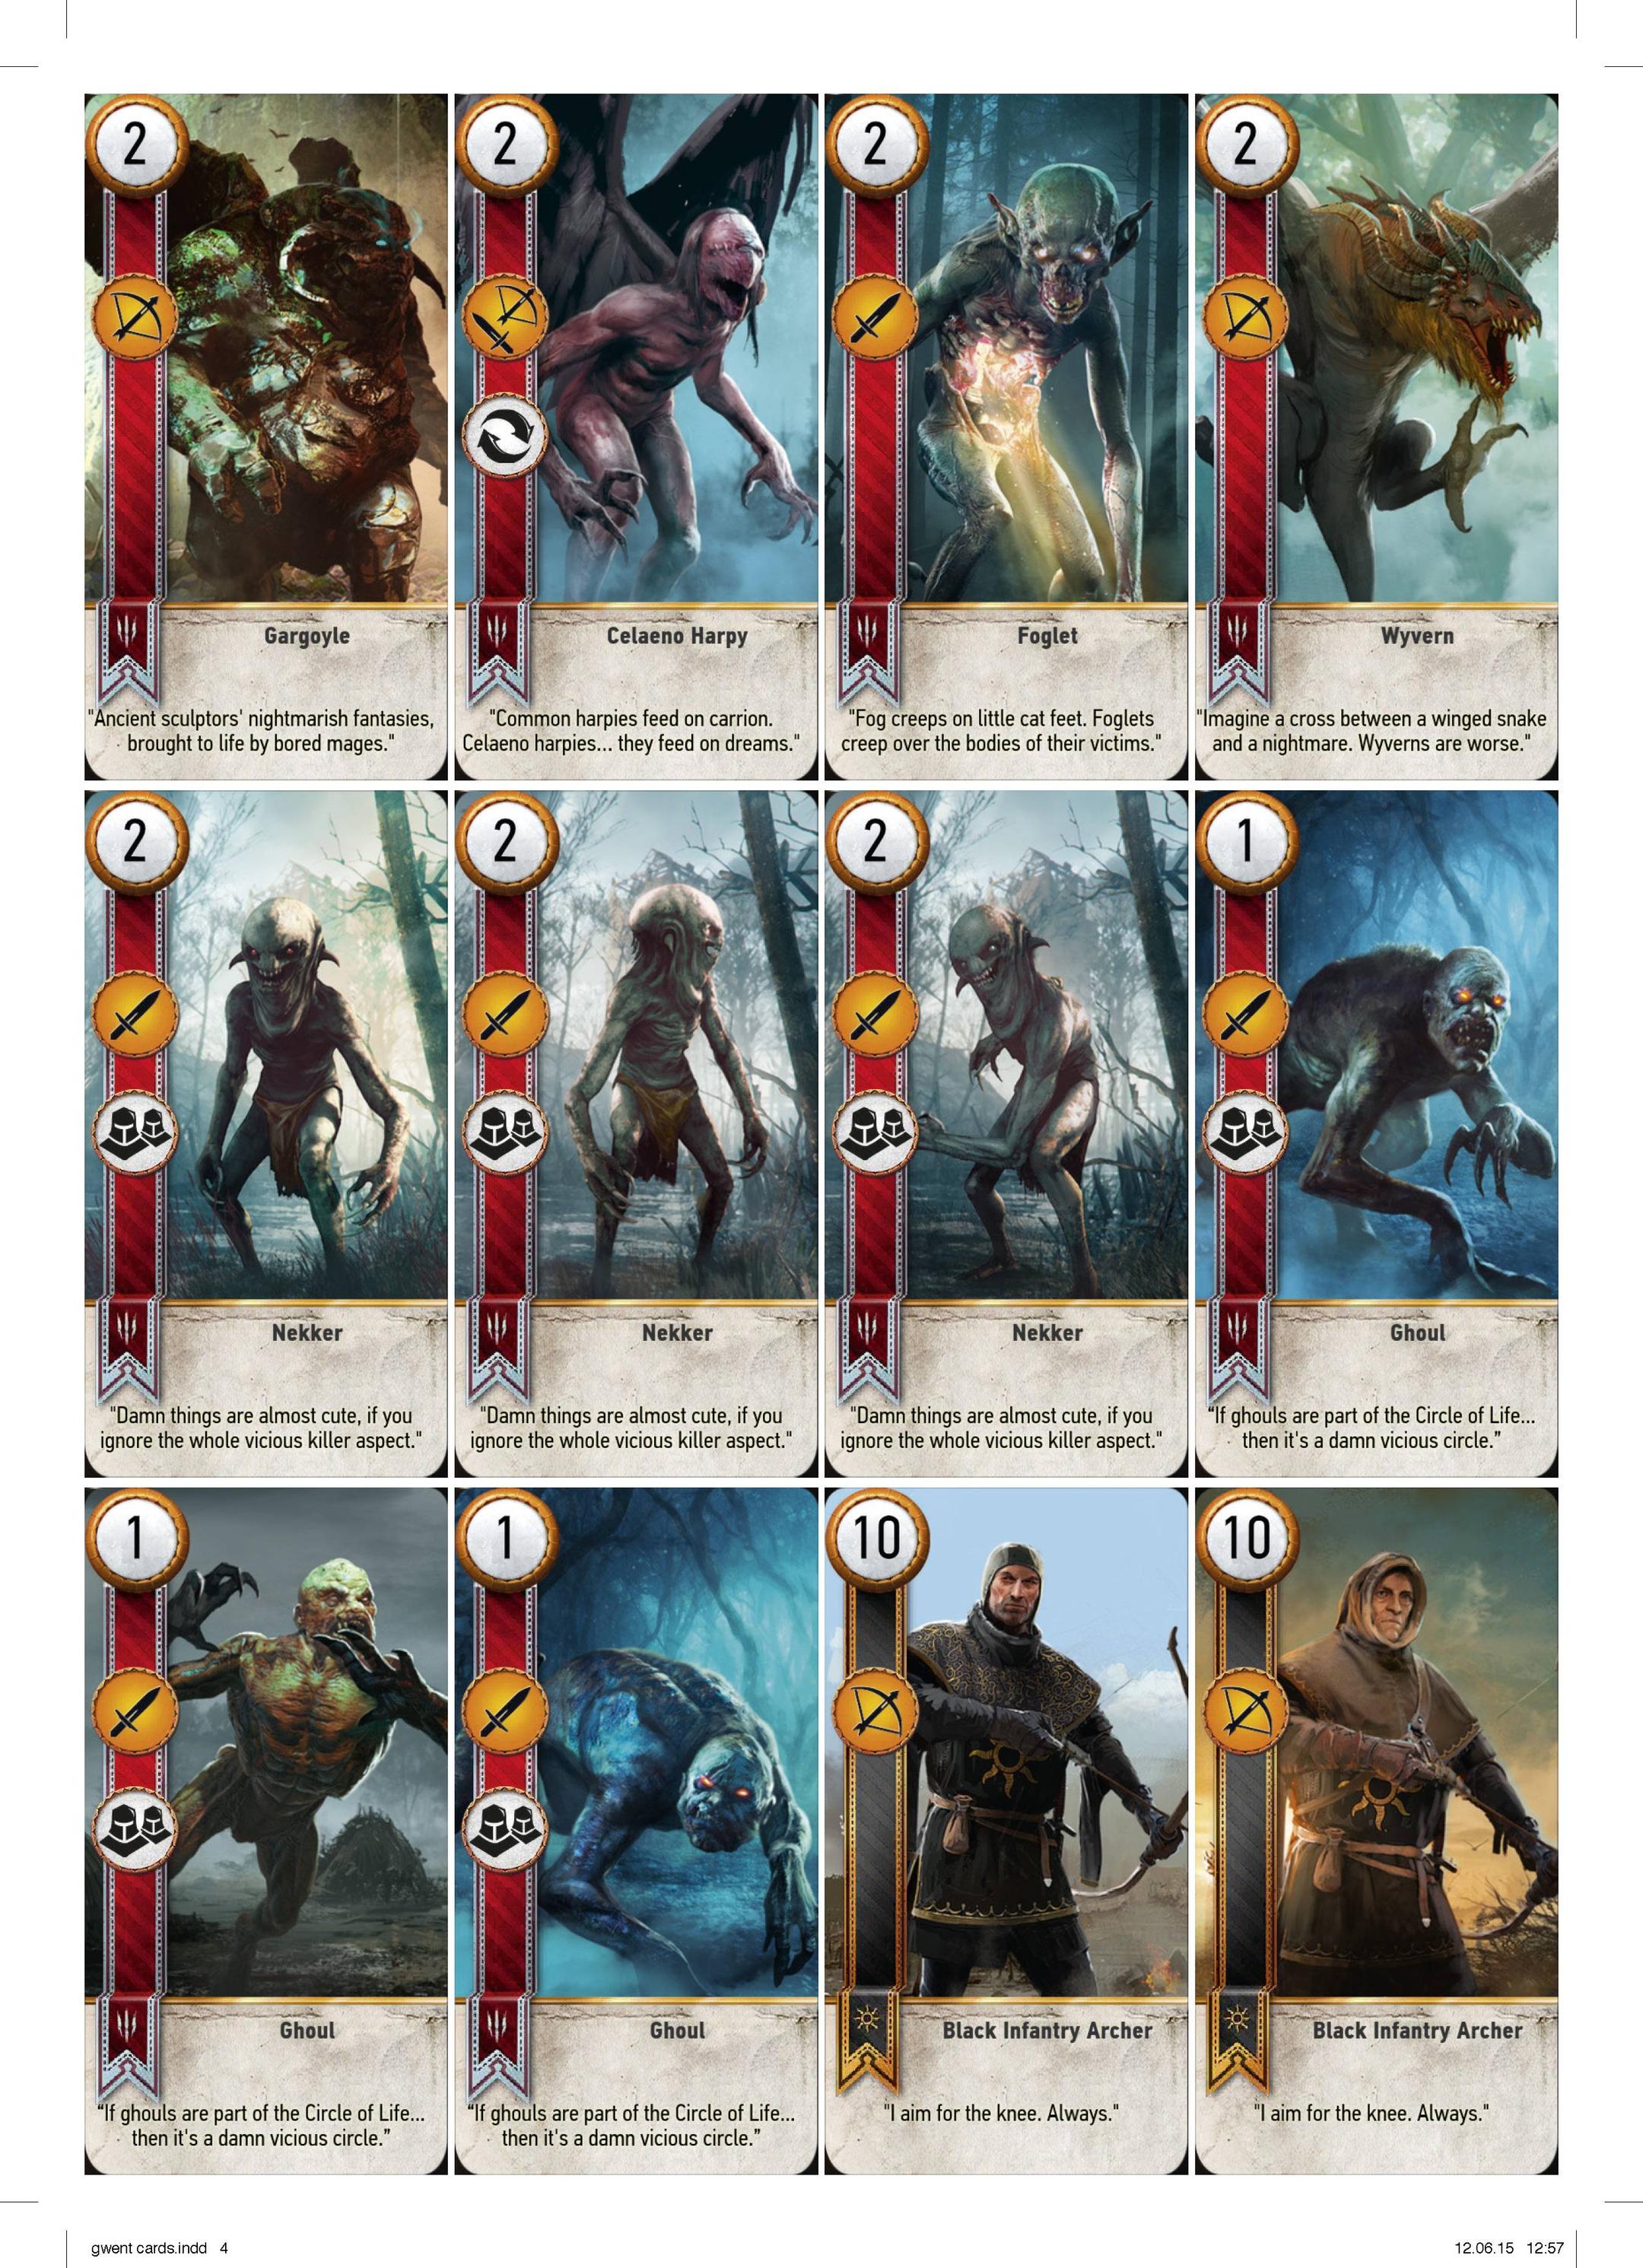 2
2
2
2
Gargoyle
"Ancient sculptors' nightmarish fantasies,
brought to life by bored mages."
Celaeno Harpy
"Common harpies feed on carrion.
Celaeno harpies... they feed on dreams."
Foglet
"Fog creeps on little cat feet. Foglets
creep over the bodies of their victims."
Wyvern
"Imagine a cross between a winged snake
and a nightmare. Wyverns are worse."
2
2
2
1
Nekker
"Damn things are almost cute, if you
ignore the whole vicious killer aspect."
Nekker
"Damn things are almost cute, if you
ignore the whole vicious killer aspect."
Nekker
"Damn things are almost cute, if you
ignore the whole vicious killer aspect."
Ghoul
“If ghouls are part of the Circle of Life...
then it's a damn vicious circle.”
1
1
10
10
Ghoul
“If ghouls are part of the Circle of Life...
then it's a damn vicious circle.”
Ghoul
“If ghouls are part of the Circle of Life...
then it's a damn vicious circle.”
Black Infantry Archer
"I aim for the knee. Always."
Black Infantry Archer
"I aim for the knee. Always."
gwent cards.indd 4
12.06.15 12:57